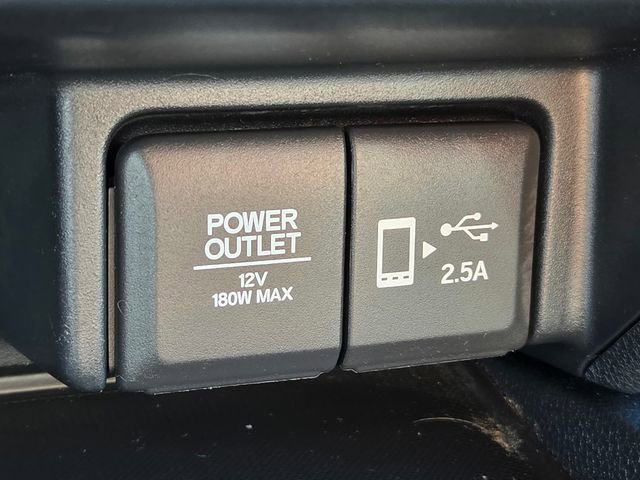 POWER
OUTLET
12V
180W MAX
2.5A